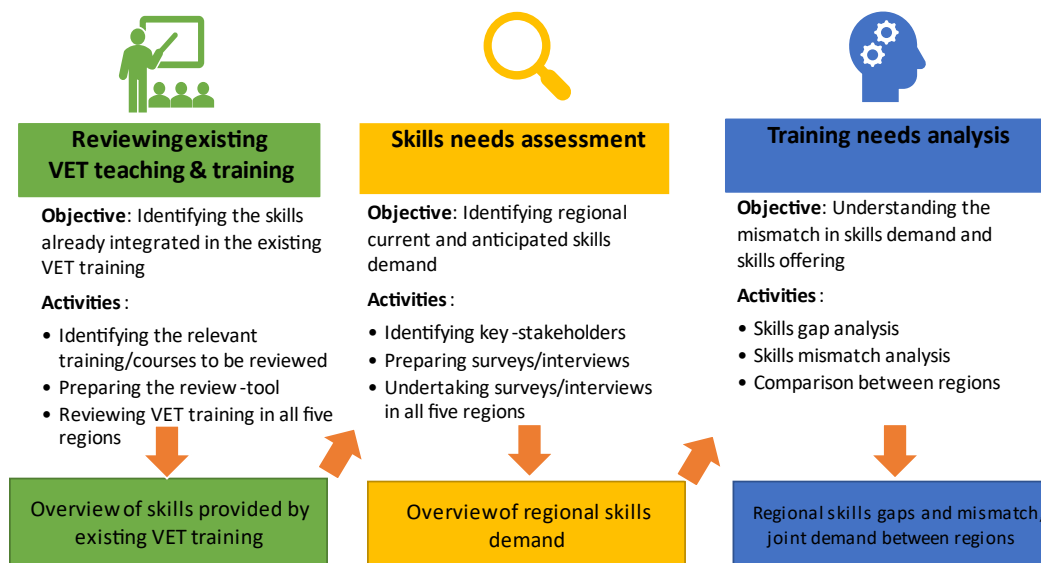 Reviewing existing
VET teaching & training
Objective: Identifying the skills
already integrated in the existing
VET training
Activities :
• Identifying the relevant
training/courses to be reviewed
• Preparing the review -tool
• Reviewing VET training in all five
regions
Overview of skills provided by
existing VET training
Skills needs assessment
Objective: Identifying regional
current and anticipated skills
demand
Activities :
• Identifying key -stakeholders
• Preparing surveys/interviews
• Undertaking surveys/interviews
in all five regions
Overview of regional skills
demand
Training needs analysis
Objective: Understanding the
mismatch in skills demand and
skills offering
Activities :
• Skills gap analysis
• Skills mismatch analysis
• Comparison between regions
Regional skills gaps and mismatch,
joint demand between regions